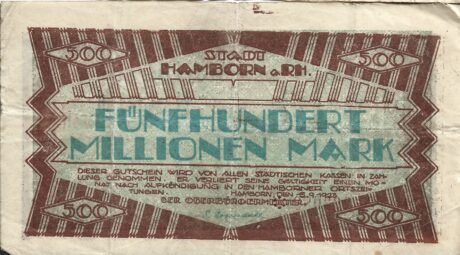 500 500
STADT
HAMBORN a.RH.
FÜNFHUNDERT
MILLIONEN MARK
DIESER GUTSCHEIN WIRD VON ALLEN STÄDTISCHEN KASSEN IN ZAH-
LUNG GENOMMEN. ER VERLIERT SEINE GÜLTIGKEIT EINEN MO-
NAT NACH AUFKÜNDIGUNG IN DEN HAMBORNER ORTSZEI-
TUNGEN. HAMBORN, DEN 1923
DER OBERBÜRGERMEISTER:
500 500